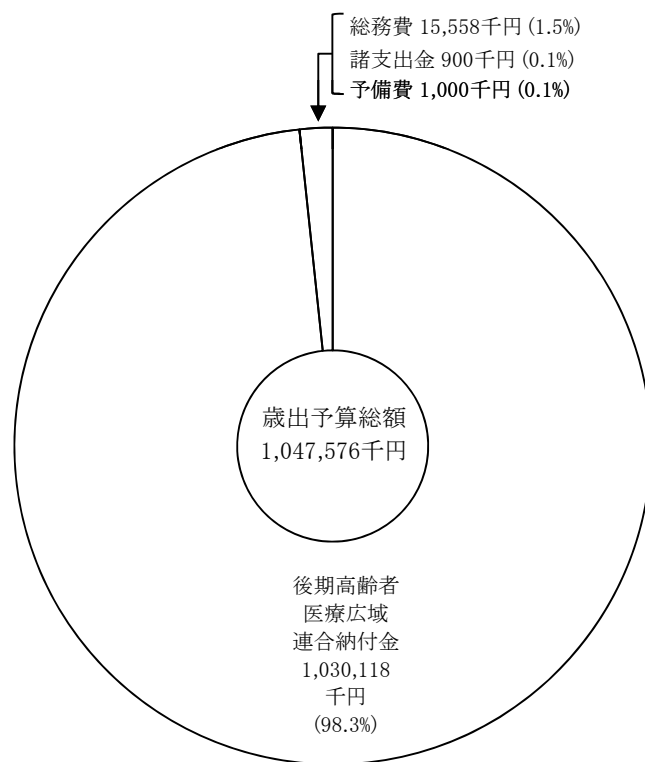 総務費 15,558千円 (1.5%)
諸支出金 900千円 (0.1%)
予備費 1,000千円 (0.1%)
歳出予算総額
1,047,576千円
後期高齢者
医療広域
連合納付金
1,030,118
千円
(98.3%)